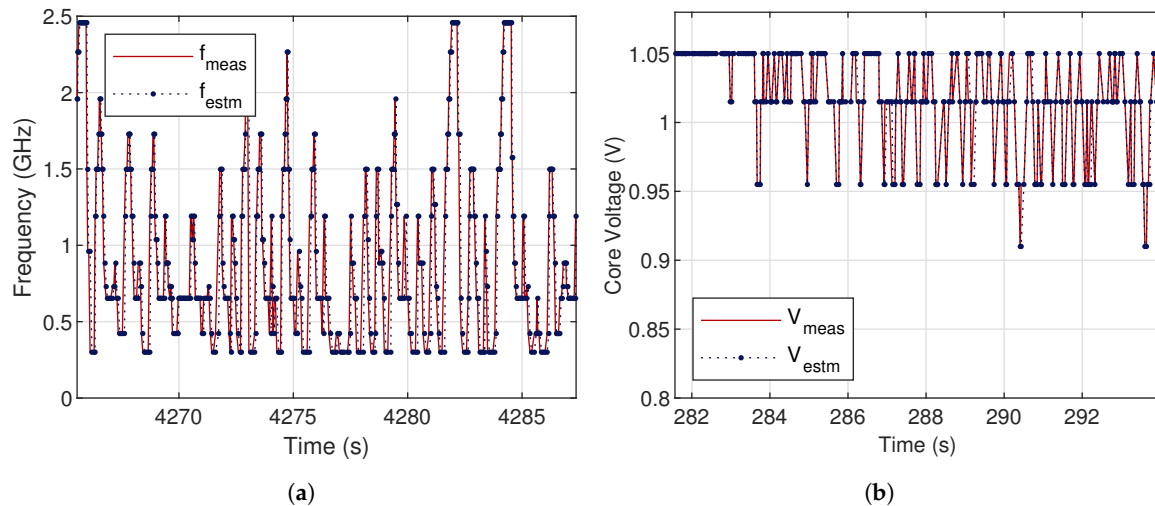 2.5
2
1.5
1
0.5
0
Frequency (GHz)
f_meas
f_estm
4270 4275 4280 4285
Time (s)
(a)
1.05
1
0.95
0.9
0.85
0.8
Core Voltage (V)
V_meas
V_estm
282 284 286 288 290 292
Time (s)
(b)